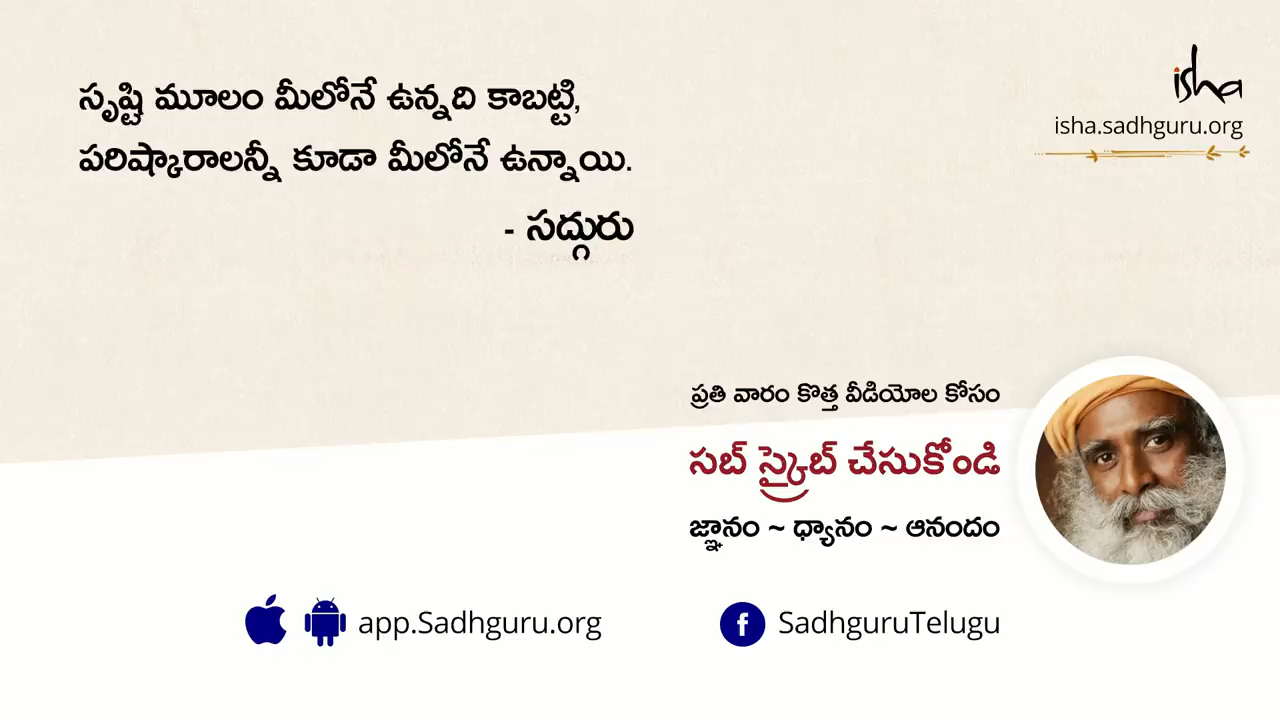 సృష్టి మూలం మీలోనే ఉన్నది కాబట్టి,
పరిష్కారాలన్నీ కూడా మీలోనే ఉన్నాయి.
- సద్గురు
isha
isha.sadhguru.org
ప్రతి వారం కొత్త వీడియోల కోసం
సబ్ స్క్రైబ్ చేసుకోండి
జ్ఞానం ~ ధ్యానం ~ ఆనందం
app.Sadhguru.org
SadhguruTelugu